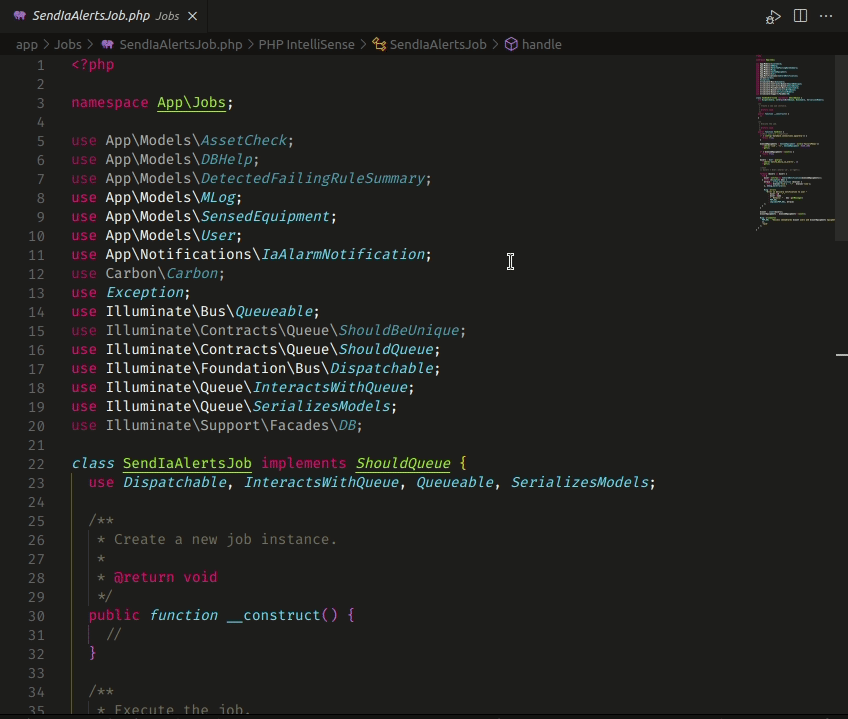 SendIaAlertsJob.php Jobs
app > Jobs > SendIaAlertsJob.php > PHP IntelliSense > SendIaAlertsJob > handle
1 <?php
2
3 namespace App\Jobs;
4
5 use App\Models\AssetCheck;
6 use App\Models\DBHelp;
7 use App\Models\DetectedFailingRuleSummary;
8 use App\Models\MLog;
9 use App\Models\SensedEquipment;
10 use App\Models\User;
11 use App\Notifications\IaAlarmNotification;
12 use Carbon\Carbon;
13 use Exception;
14 use Illuminate\Bus\Queueable;
15 use Illuminate\Contracts\Queue\ShouldBeUnique;
16 use Illuminate\Contracts\Queue\ShouldQueue;
17 use Illuminate\Foundation\Bus\Dispatchable;
18 use Illuminate\Queue\InteractsWithQueue;
19 use Illuminate\Queue\SerializesModels;
20 use Illuminate\Support\Facades\DB;
21
22 class SendIaAlertsJob implements ShouldQueue {
23 use Dispatchable, InteractsWithQueue, Queueable, SerializesModels;
24
25 /**
26 * Create a new job instance.
27 *
28 * @return void
29 */
30 public function __construct() {
31 //
32 }
33
34 /**
35 * Execute the job.